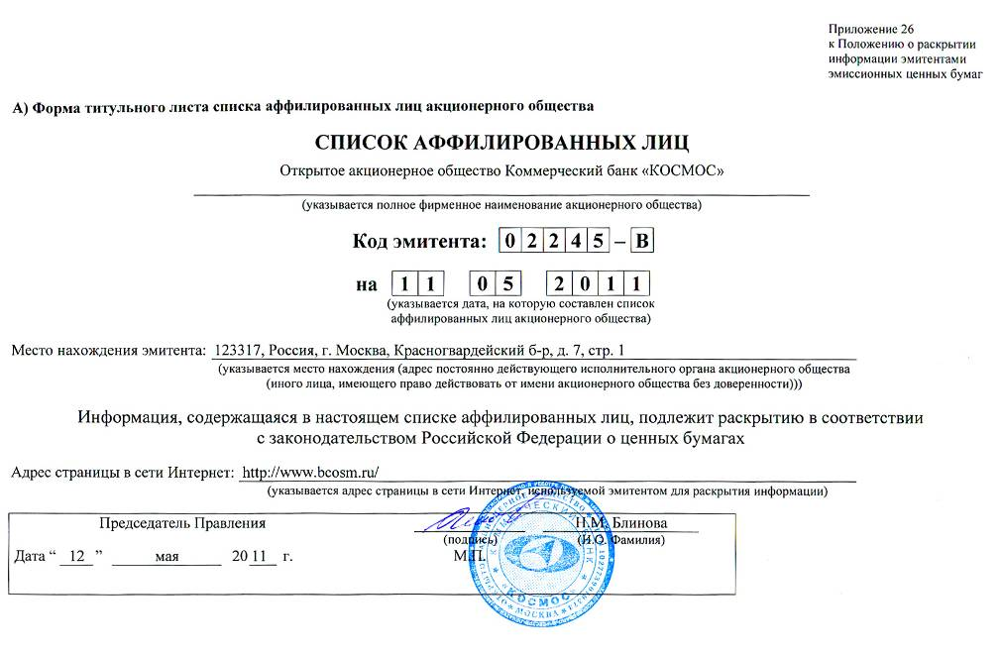 Приложение 26
к Положению о раскрытии
информации эмитентами
эмиссионных ценных бумаг
А) Форма титульного листа списка аффилированных лиц акционерного общества
СПИСОК АФФИЛИРОВАННЫХ ЛИЦ
Открытое акционерное общество Коммерческий банк «КОСМОС»
(указывается полное фирменное наименование акционерного общества)
Код эмитента: 0 2 2 4 5 – В
на 1 1 0 5 2 0 1 1
(указывается дата, на которую составлен список
аффилированных лиц акционерного общества)
Место нахождения эмитента: 123317, Россия, г. Москва, Красногвардейский б-р, д. 7, стр. 1
(указывается место нахождения (адрес постоянно действующего исполнительного органа акционерного общества
(иного лица, имеющего право действовать от имени акционерного общества без доверенности)))
Информация, содержащаяся в настоящем списке аффилированных лиц, подлежит раскрытию в соответствии
с законодательством Российской Федерации о ценных бумагах
Адрес страницы в сети Интернет: http://www.bcosm.ru/
(указывается адрес страницы в сети Интернет, используемой эмитентом для раскрытия информации)
Председатель Правления Н.М. Блинова
(подпись) (И.О. Фамилия)
Дата “ 12 ” мая 20 11 г. М.П.
КОММЕРЧЕСКИЙ БАНК
«КОСМОС»
МОСКВА